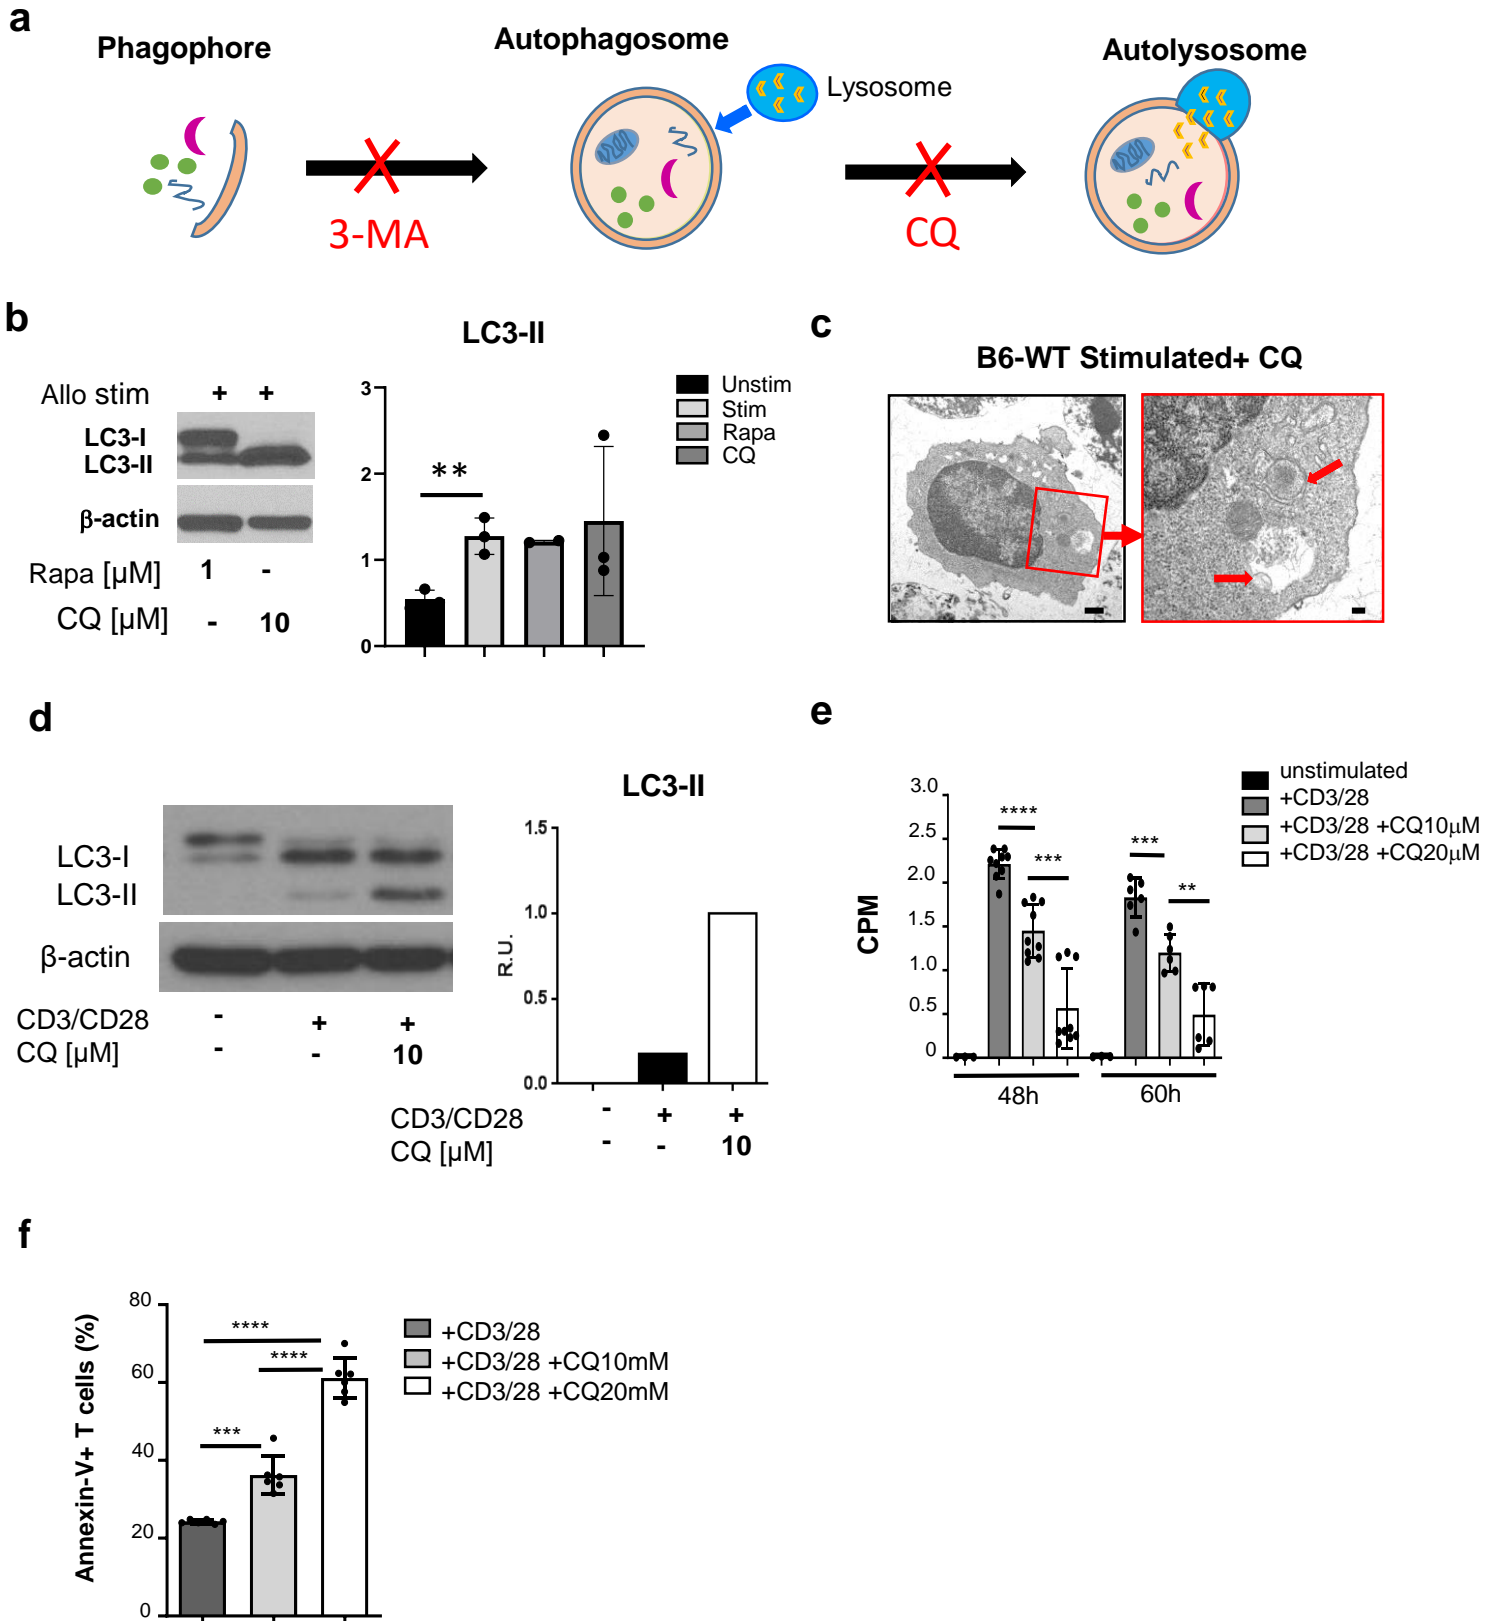 a
Phagophore
Autophagosome
Autolysosome
Lysosome
3-MA
CQ
b
LC3-II
Allo stim + +
LC3-I
LC3-II
β-actin
Rapa [µM] 1 -
CQ [µM] - 10
3
2
1
0
**
Unstim
Stim
Rapa
CQ
c
B6-WT Stimulated+ CQ
d
LC3-I
LC3-II
β-actin
CD3/CD28 - + +
CQ [µM] - - 10
LC3-II
R.U.
1.5
1.0
0.5
0.0
CD3/CD28 - + +
CQ [µM] - - 10
e
CPM
3.0
2.5
2.0
1.5
1.0
0.5
0
**** *** *** **
48h 60h
unstimulated
+CD3/28
+CD3/28 +CQ10µM
+CD3/28 +CQ20µM
f
Annexin-V+ T cells (%)
80
60
40
20
0
****
****
***
+CD3/28
+CD3/28 +CQ10mM
+CD3/28 +CQ20mM